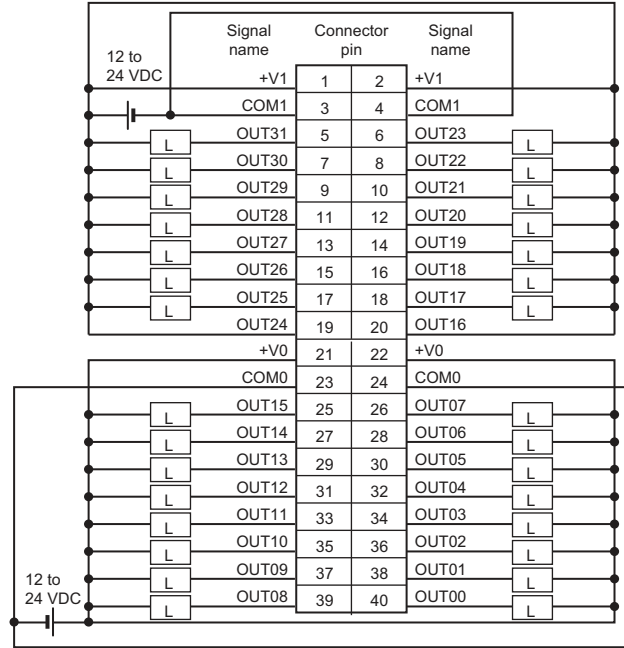 Signal name Connector pin Signal name
12 to 24 VDC
+V1 1 2 +V1
COM1 3 4 COM1
L OUT31 5 6 OUT23 L
L OUT30 7 8 OUT22 L
L OUT29 9 10 OUT21 L
L OUT28 11 12 OUT20 L
L OUT27 13 14 OUT19 L
L OUT26 15 16 OUT18 L
L OUT25 17 18 OUT17 L
OUT24 19 20 OUT16
+V0 21 22 +V0
COM0 23 24 COM0
L OUT15 25 26 OUT07 L
L OUT14 27 28 OUT06 L
L OUT13 29 30 OUT05 L
L OUT12 31 32 OUT04 L
L OUT11 33 34 OUT03 L
L OUT10 35 36 OUT02 L
L OUT09 37 38 OUT01 L
12 to 24 VDC
L OUT08 39 40 OUT00 L